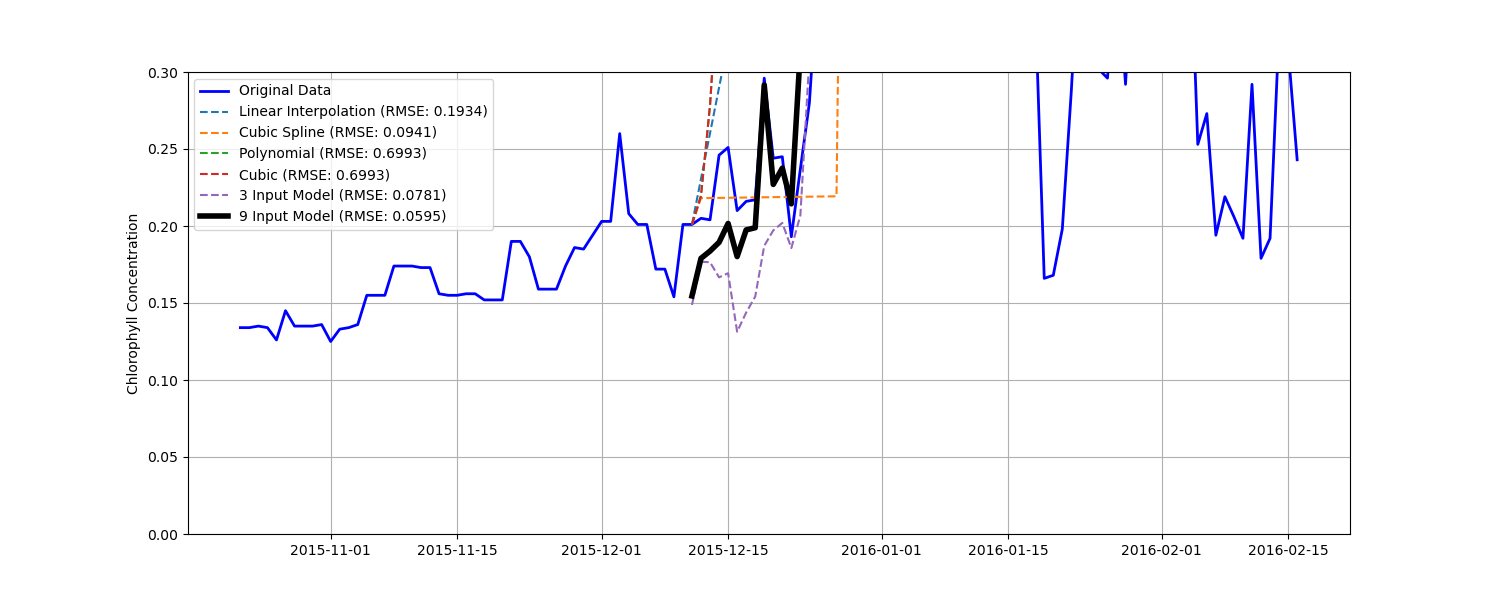 0.30
0.25
0.20
0.15
0.10
0.05
0.00
Chlorophyll Concentration
Original Data
Linear Interpolation (RMSE: 0.1934)
Cubic Spline (RMSE: 0.0941)
Polynomial (RMSE: 0.6993)
Cubic (RMSE: 0.6993)
3 Input Model (RMSE: 0.0781)
9 Input Model (RMSE: 0.0595)
2015-11-01
2015-11-15
2015-12-01
2015-12-15
2016-01-01
2016-01-15
2016-02-01
2016-02-15